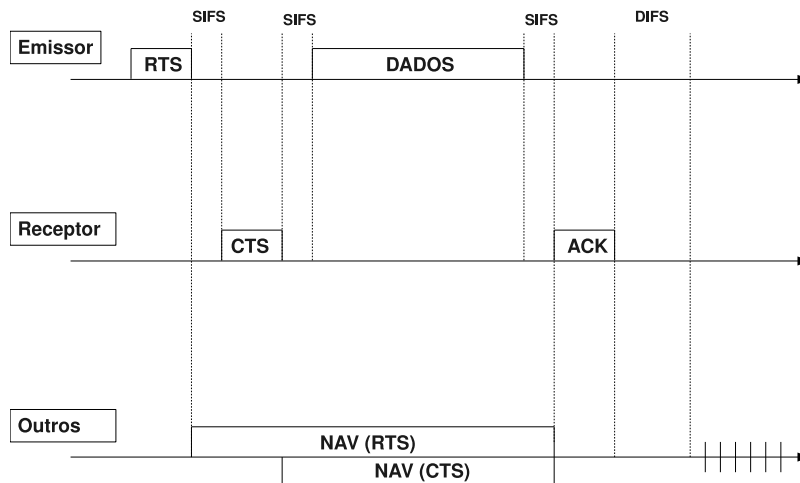 SIFS SIFS SIFS DIFS
Emissor
RTS DADOS
Receptor
CTS ACK
Outros
NAV (RTS)
NAV (CTS)